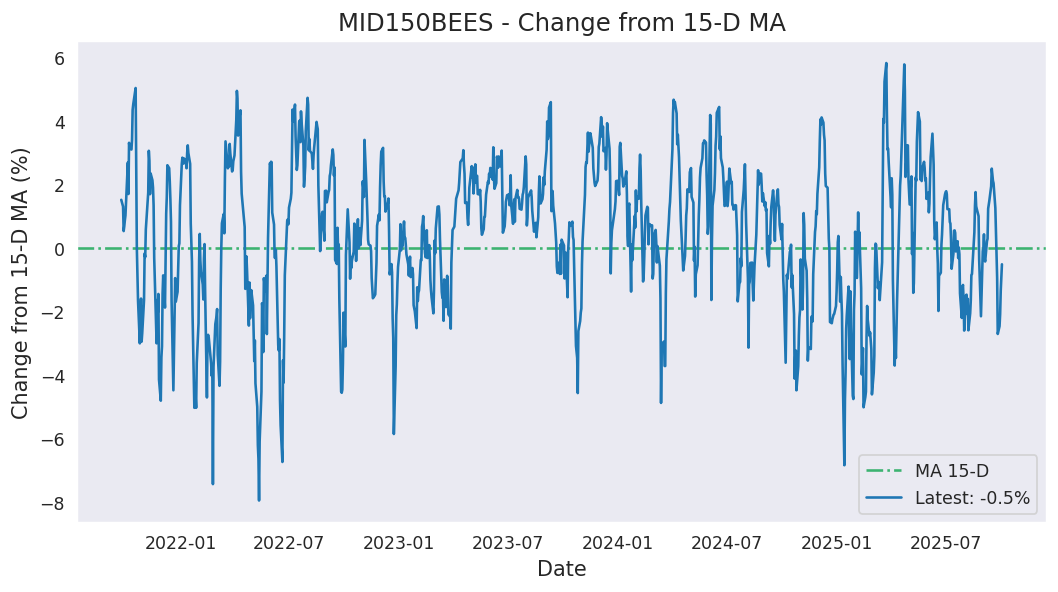 MID150BEES - Change from 15-D MA
Change from 15-D MA (%)
6
4
2
0
−2
−4
−6
−8
MA 15-D
Latest: -0.5%
2022-01 2022-07 2023-01 2023-07 2024-01 2024-07 2025-01 2025-07
Date